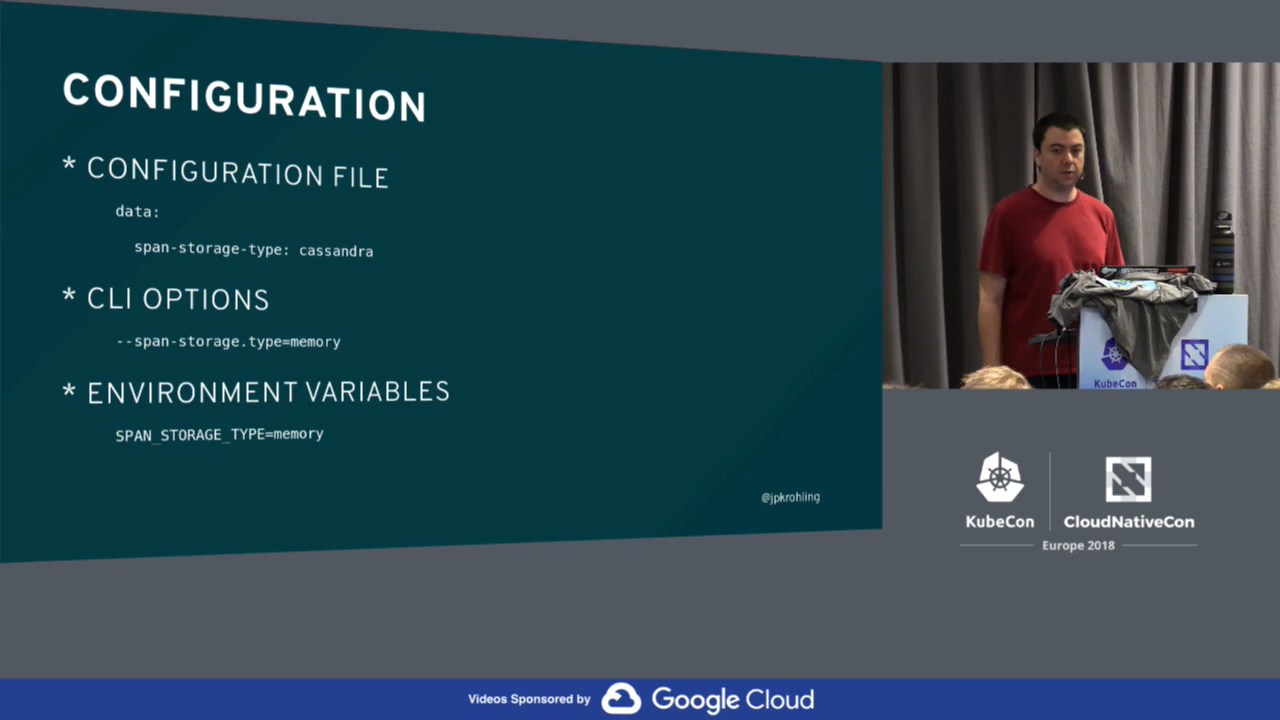 CONFIGURATION
* CONFIGURATION FILE
data:
span-storage-type: cassandra
* CLI OPTIONS
--span-storage.type=memory
* ENVIRONMENT VARIABLES
SPAN_STORAGE_TYPE=memory
@jpkrohling
KubeCon
KubeCon
CloudNativeCon
Europe 2018
Videos Sponsored by
Google Cloud